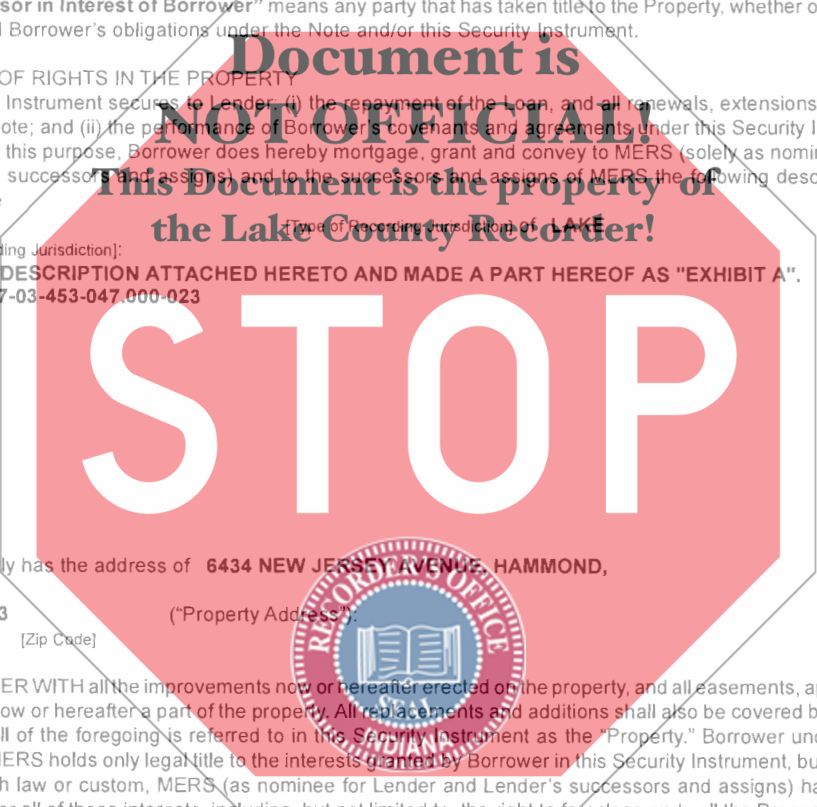 sor in Interest of Borrower" means any party that has taken title to the Property, whether o
Borrower's obligations under the Note and/or this Security Instrument.
Document is
OF RIGHTS IN THE PROPERTY
Instrument secures to Lender: (i) the repayment of the Loan, and all renewals, extensions
NOT OFFICIAL!
ote; and (ii) the performance of Borrower's covenants and agreements under this Security I
this purpose, Borrower does hereby mortgage, grant and convey to MERS (solely as nomi
successors and assigns) and to the successors and assigns of MERS the following desc
This Document is the property of
[Type of Recording Jurisdiction] of LAKE
the Lake County Recorder!
ding Jurisdiction]:
DESCRIPTION ATTACHED HERETO AND MADE A PART HEREOF AS "EXHIBIT A".
7-03-453-047.000-023
STOP
ly has the address of 6434 NEW JERSEY AVENUE, HAMMOND,
RECORDER'S OFFICE
3 ("Property Address"):
[Zip Code]
ER WITH all the improvements now or hereafter erected on the property, and all easements, a
SEAL
ow or hereafter a part of the property. All replacements and additions shall also be covered b
INDIANA
ll of the foregoing is referred to in this Security Instrument as the "Property." Borrower und
MERS holds only legal title to the interests granted by Borrower in this Security Instrument, bu
h law or custom, MERS (as nominee for Lender and Lender's successors and assigns) ha